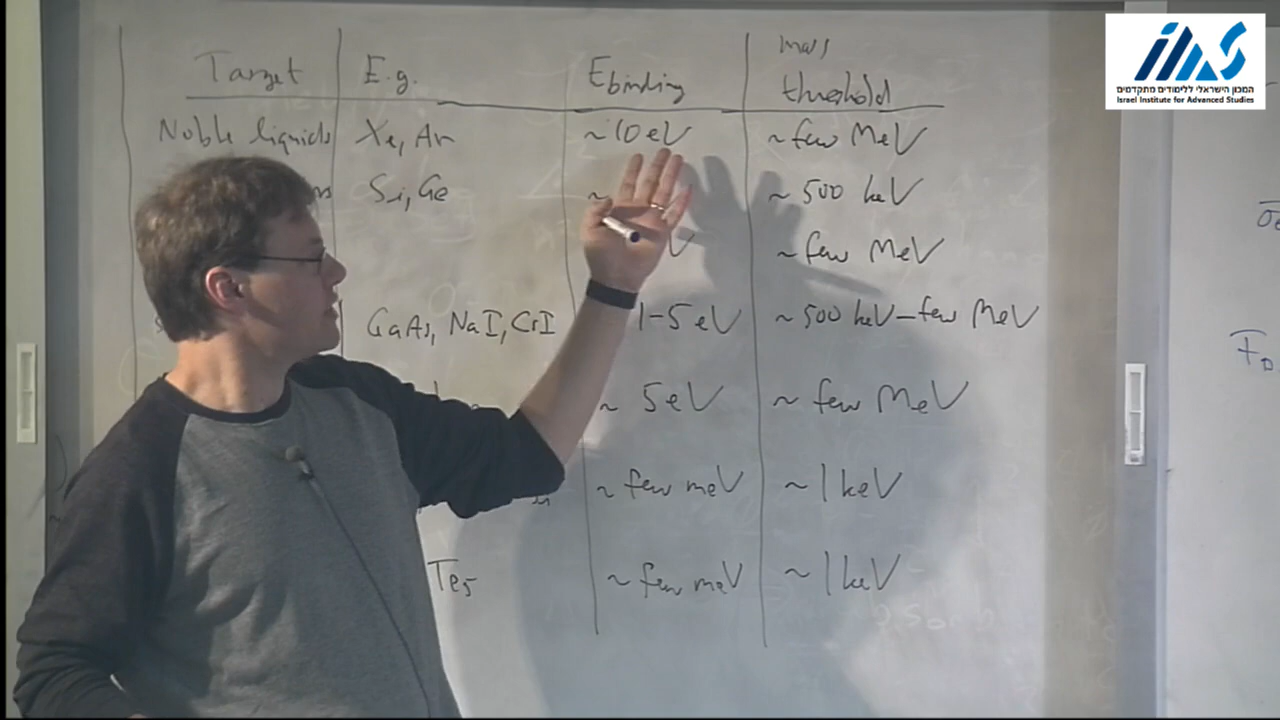 mass
Target E.g. Ebinding threshold
Noble liquids Xe, Ar ~10 eV ~ few MeV
Si, Ge ~ ~ 500 keV
V ~ few MeV
GaAs, NaI, CsI 1-5 eV ~ 500 keV - few MeV
~ 5 eV ~ few MeV
~ few meV ~ 1 keV
Te5 ~ few meV ~ 1 keV
 iias
המכון הישראלי ללימודים מתקדמים
Israel Institute for Advanced Studies